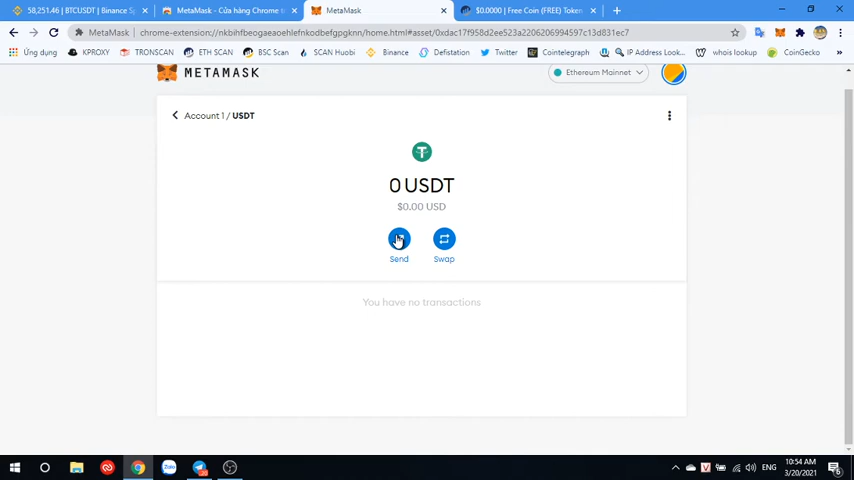 58,251.46 | BTCUSDT | Binance Sp
MetaMask - Cửa hàng Chrome t
MetaMask
$0.0000 | Free Coin (FREE) Token
MetaMask | chrome-extension://nkbihfbeogaeaoehlefnkodbefgpgknn/home.html#asset/0xdac17f958d2ee523a2206206994597c13d831ec7
Ứng dụng KPROXY TRONSCAN ETH SCAN BSC Scan SCAN Huobi Binance Defistation Twitter Cointelegraph IP Address Look... whois lookup CoinGecko »
METAMASK
Ethereum Mainnet
Account 1 / USDT
0 USDT
$0.00 USD
Send Swap
You have no transactions
Zalo
ENG
10:54 AM
3/20/2021